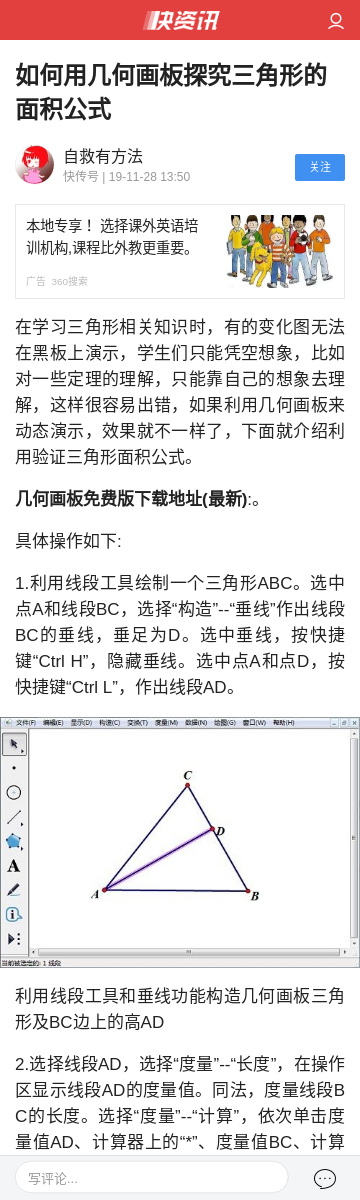 快资讯
如何用几何画板探究三角形的
面积公式
自救有方法
快传号 | 19-11-28 13:50
关注
本地专享！选择课外英语培
训机构,课程比外教更重要。
广告 360搜索
在学习三角形相关知识时，有的变化图无法
在黑板上演示，学生们只能凭空想象，比如
对一些定理的理解，只能靠自己的想象去理
解，这样很容易出错，如果利用几何画板来
动态演示，效果就不一样了，下面就介绍利
用验证三角形面积公式。
几何画板免费版下载地址(最新):。
具体操作如下:
1.利用线段工具绘制一个三角形ABC。选中
点A和线段BC，选择“构造”--“垂线”作出线段
BC的垂线，垂足为D。选中垂线，按快捷
键“Ctrl H”，隐藏垂线。选中点A和点D，按
快捷键“Ctrl L”，作出线段AD。
文件(F) 编辑(E) 显示(D) 构造(C) 变换(T) 度量(M) 数据(N) 绘图(G) 窗口(W) 帮助(H)
C
D
A
B
A
当前被选定的: 1 线段
利用线段工具和垂线功能构造几何画板三角
形及BC边上的高AD
2.选择线段AD，选择“度量”--“长度”，在操作
区显示线段AD的度量值。同法，度量线段B
C的长度。选择“度量”--“计算”，依次单击度
量值AD、计算器上的“*”、度量值BC、计算
写评论...